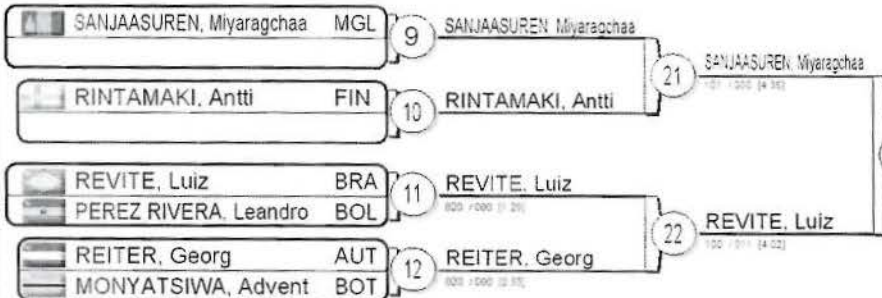 SANJAASUREN, Miyaragchaa MGL
9
SANJAASUREN, Miyaragchaa
21
SANJAASUREN, Miyaragchaa
RINTAMAKI, Antti FIN
10
RINTAMAKI, Antti
REVITE, Luiz BRA
11
REVITE, Luiz
PEREZ RIVERA, Leandro BOL
22
REVITE, Luiz
REITER, Georg AUT
12
REITER, Georg
MONYATSIWA, Advent BOT